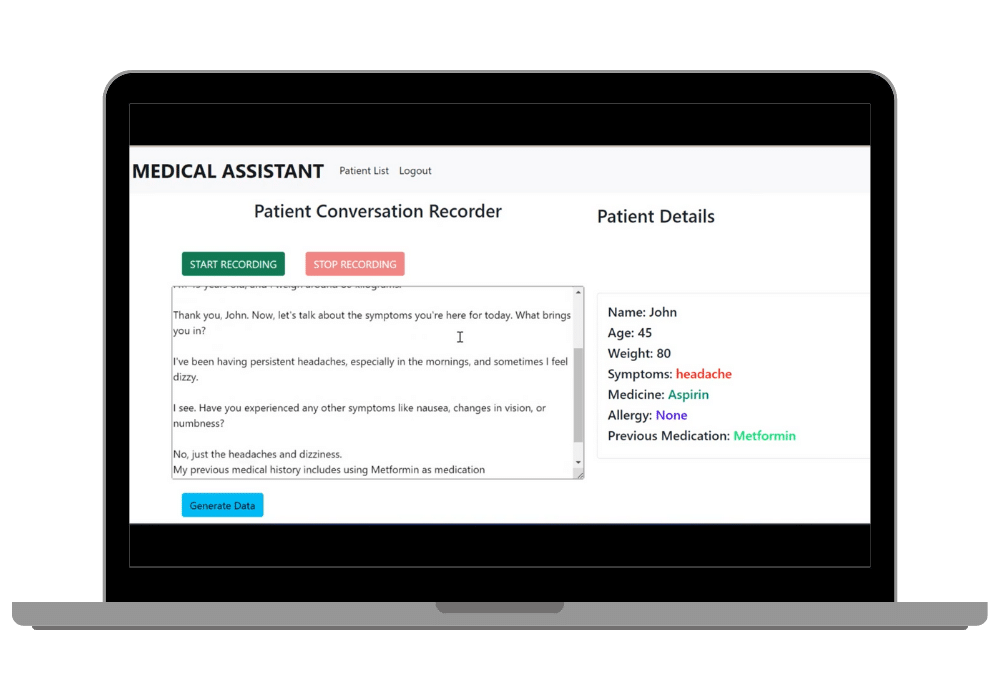 MEDICAL ASSISTANT Patient List Logout
Patient Conversation Recorder
Patient Details
START RECORDING STOP RECORDING
Thank you, John. Now, let's talk about the symptoms you're here for today. What brings
you in?
I've been having persistent headaches, especially in the mornings, and sometimes I feel
dizzy.
I see. Have you experienced any other symptoms like nausea, changes in vision, or
numbness?
No, just the headaches and dizziness.
My previous medical history includes using Metformin as medication
Generate Data
Name: John
Age: 45
Weight: 80
Symptoms: headache
Medicine: Aspirin
Allergy: None
Previous Medication: Metformin